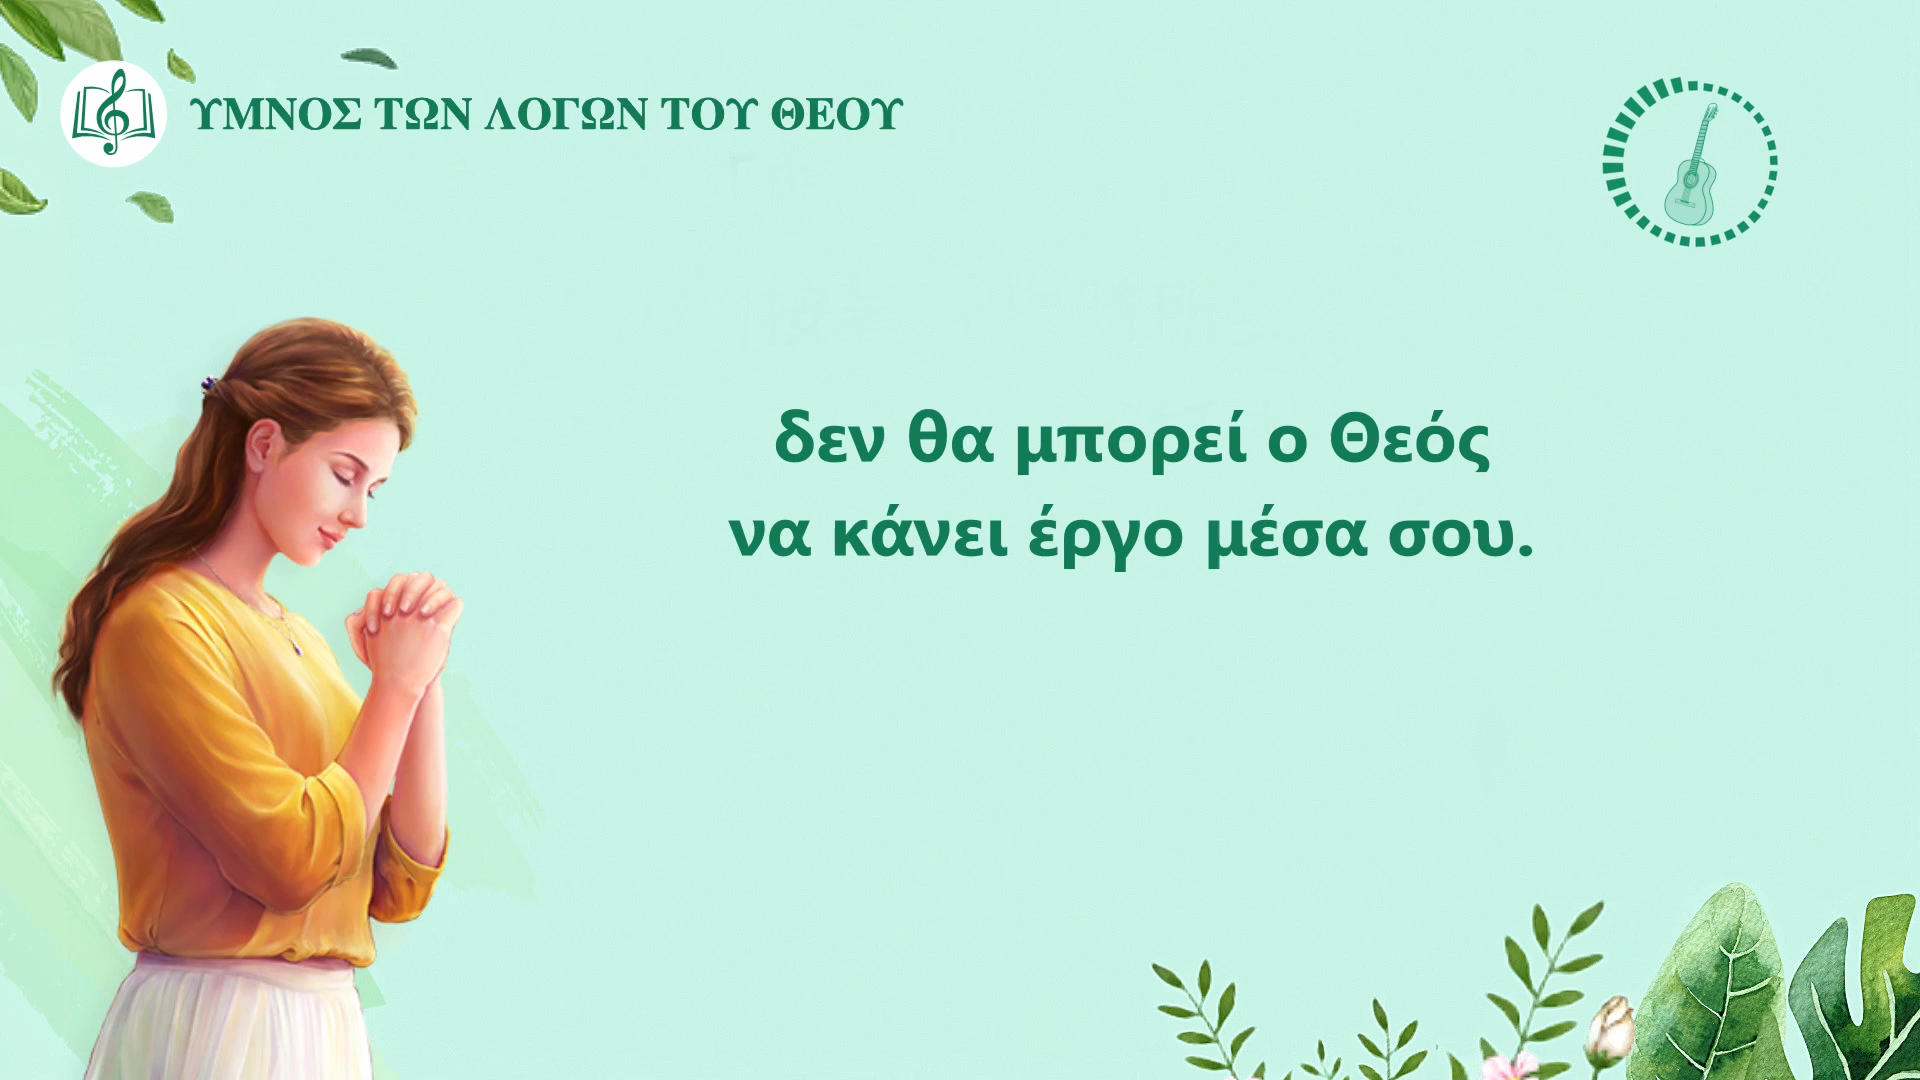 ΥΜΝΟΣ ΤΩΝ ΛΟΓΩΝ ΤΟΥ ΘΕΟΥ
δεν θα μπορεί ο Θεός
να κάνει έργο μέσα σου.